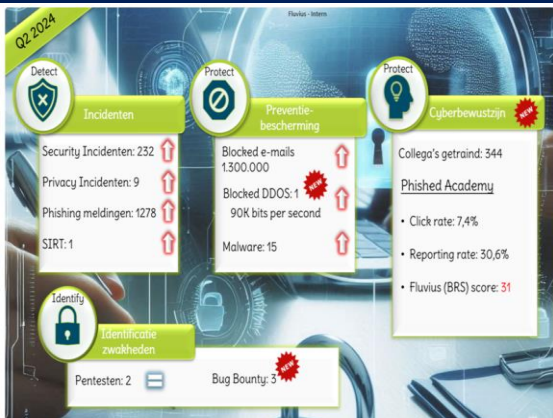 Fluvius - Intern
Q2 2024
Detect
Incidenten
Security Incidenten: 232
Privacy Incidenten: 9
Phishing meldingen: 1278
SIRT: 1
Protect
Preventie-
bescherming
Blocked e-mails
1.300.000
Blocked DDOS: 1
NEW
90K bits per second
Malware: 15
Protect
Cyberbewustzijn
NEW
Collega's getraind: 344
Phished Academy
• Click rate: 7,4%
• Reporting rate: 30,6%
• Fluvius (BRS) score: 31
Identify
Identificatie
zwakheden
Pentesten: 2
Bug Bounty: 3
NEW